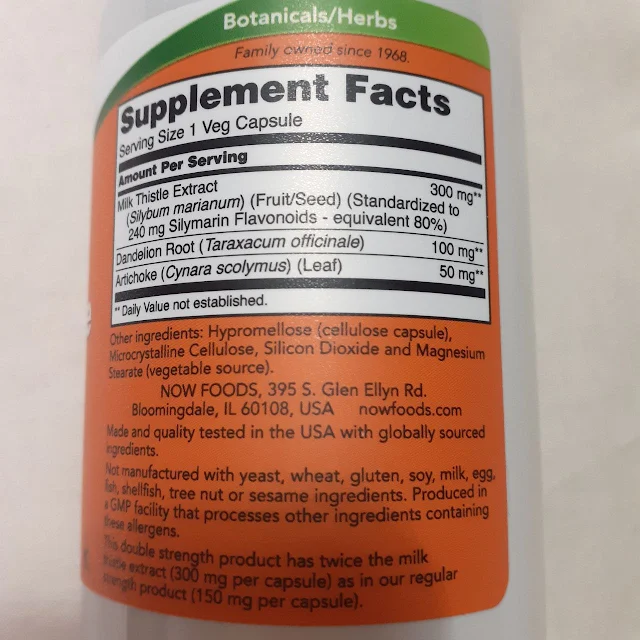 Botanicals/Herbs
Family owned since 1968.
Supplement Facts
Serving Size 1 Veg Capsule
Amount Per Serving
Milk Thistle Extract 300 mg**
(Silybum marianum) (Fruit/Seed) (Standardized to
240 mg Silymarin Flavonoids - equivalent 80%)
Dandelion Root (Taraxacum officinale) 100 mg**
Artichoke (Cynara scolymus) (Leaf) 50 mg**
** Daily Value not established.
Other ingredients: Hypromellose (cellulose capsule),
Microcrystalline Cellulose, Silicon Dioxide and Magnesium
Stearate (vegetable source).
NOW FOODS, 395 S. Glen Ellyn Rd.
Bloomingdale, IL 60108, USA nowfoods.com
Made and quality tested in the USA with globally sourced
ingredients.
Not manufactured with yeast, wheat, gluten, soy, milk, egg,
fish, shellfish, tree nut or sesame ingredients. Produced in
a GMP facility that processes other ingredients containing
these allergens.
This double strength product has twice the milk
thistle extract (300 mg per capsule) as in our regular
strength product (150 mg per capsule).